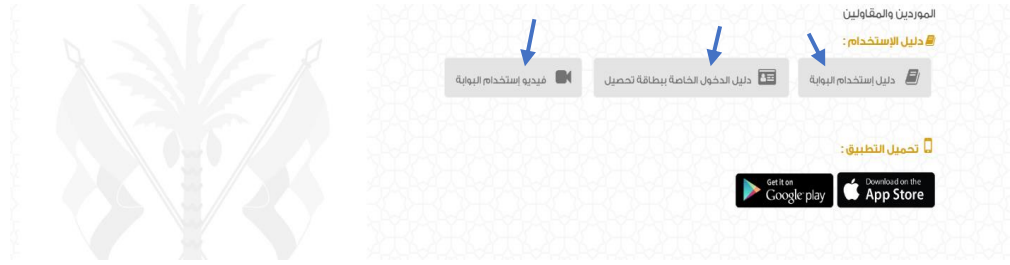 الموردين والمقاولين
دليل الإستخدام :
دليل إستخدام البوابة
دليل الدخول الخاصة ببطاقة تحصيل
فيديو إستخدام البوابة
تحميل التطبيق :
Download on the
App Store
Get it on
Google play